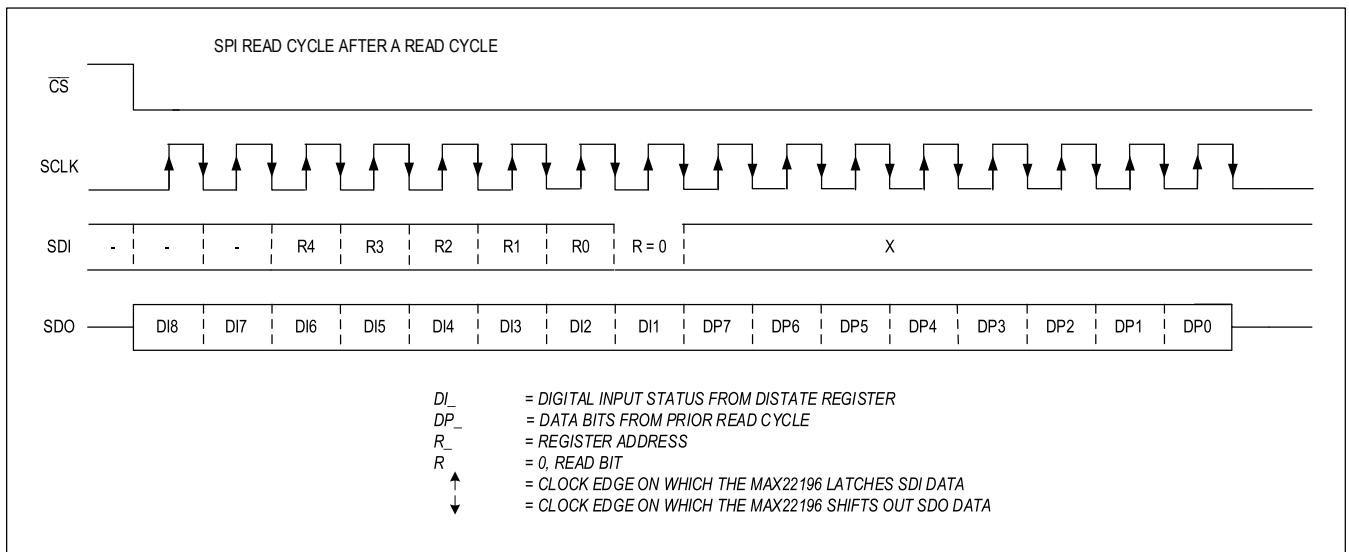 SPI READ CYCLE AFTER A READ CYCLE
CS
SCLK
SDI - - - R4 R3 R2 R1 R0 R = 0 X
SDO DI8 DI7 DI6 DI5 DI4 DI3 DI2 DI1 DP7 DP6 DP5 DP4 DP3 DP2 DP1 DP0
DI_ = DIGITAL INPUT STATUS FROM DISTATE REGISTER
DP_ = DATA BITS FROM PRIOR READ CYCLE
R_ = REGISTER ADDRESS
R = 0, READ BIT
= CLOCK EDGE ON WHICH THE MAX22196 LATCHES SDI DATA
= CLOCK EDGE ON WHICH THE MAX22196 SHIFTS OUT SDO DATA